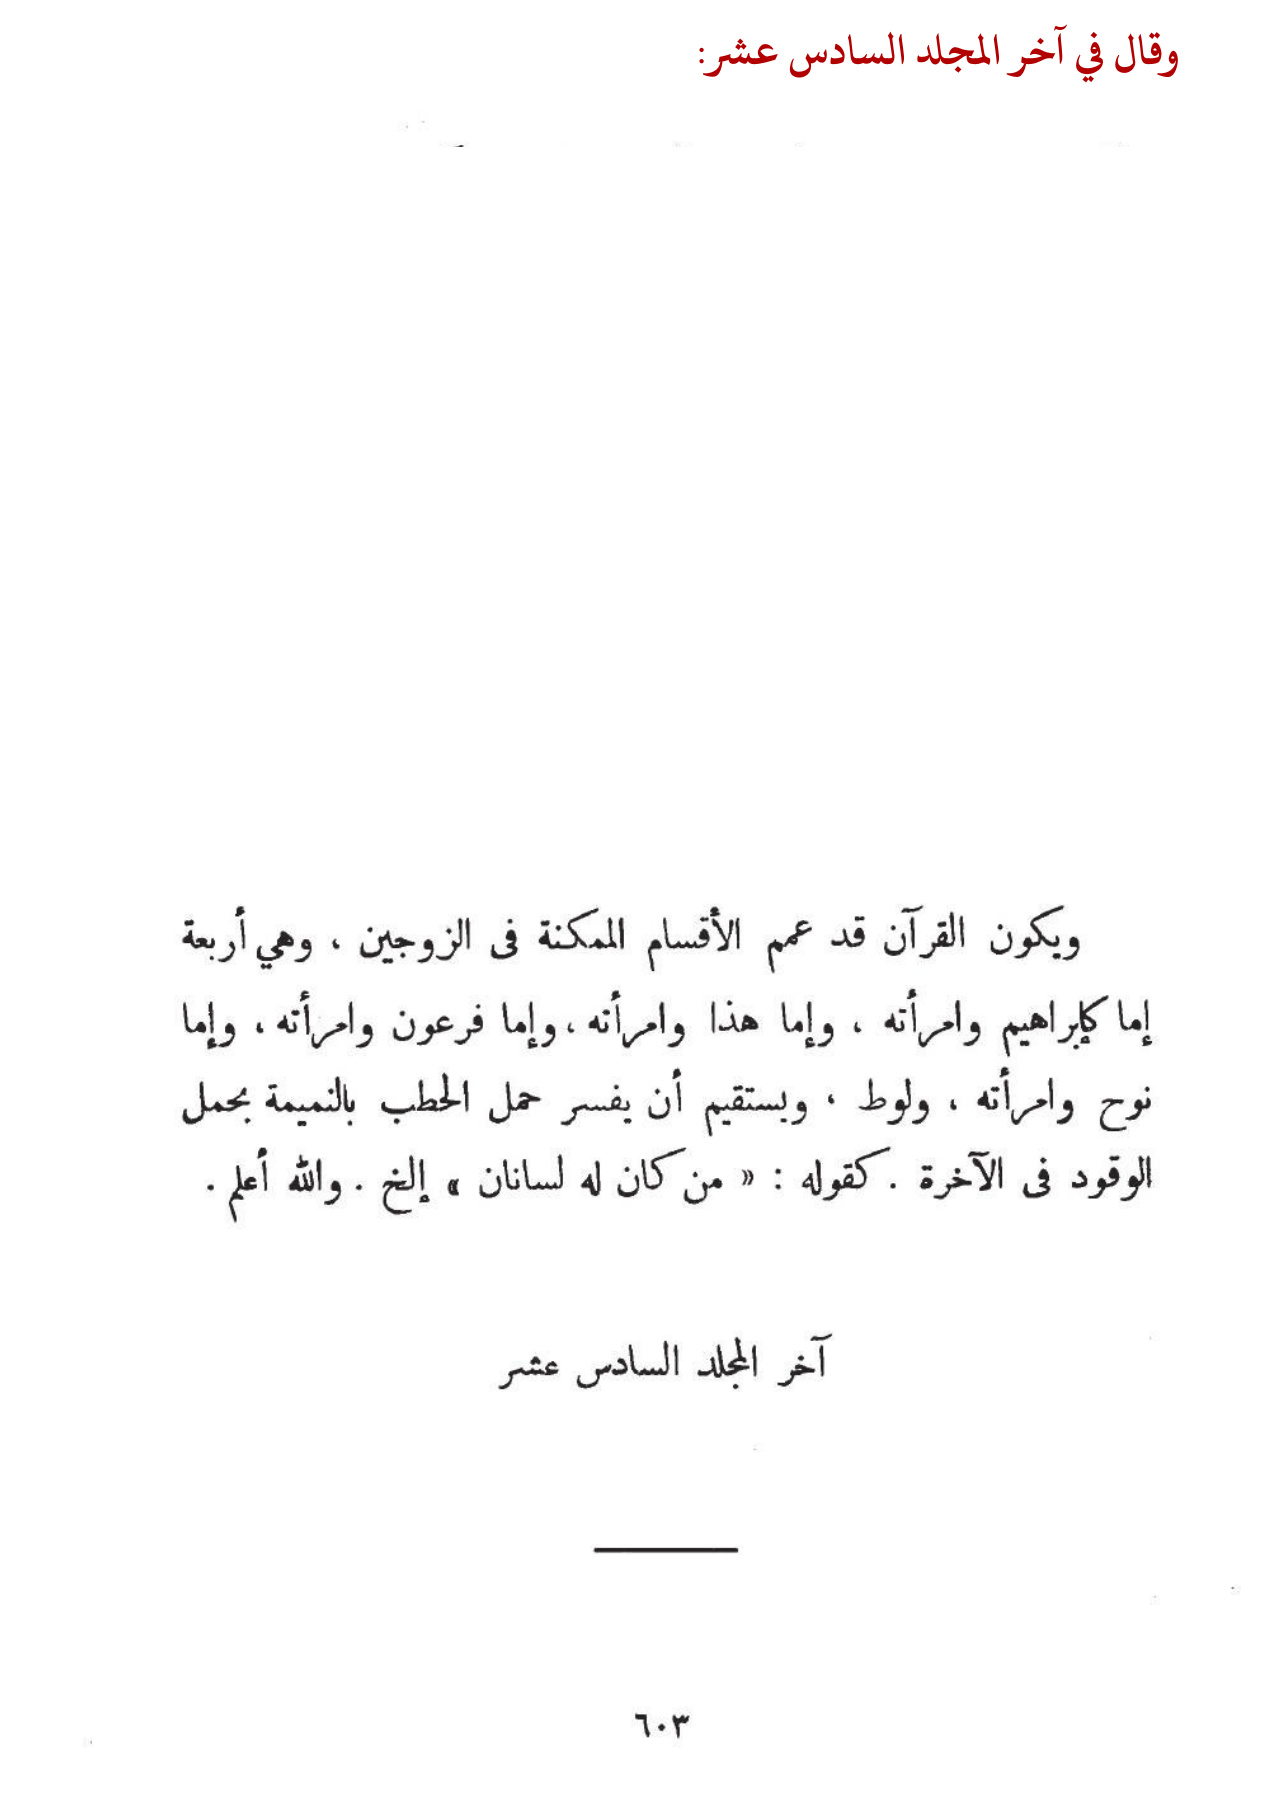 وقال في آخر المجلد السادس عشر:
ويكون القرآن قد عمم الأقسام الممكنة فى الزوجين ، وهي أربعة
إما كإبراهيم وامرأته ، وإما هذا وامرأته ، وإما فرعون وامرأته ، وإما
نوح وامرأته ، ولوط ، ويستقيم أن يفسر حمل الحطب بالنميمة بحمل
الوقود فى الآخرة . كقوله : « من كان له لسانان » إلخ . والله أعلم .
آخر المجلد السادس عشر
٦٠٣